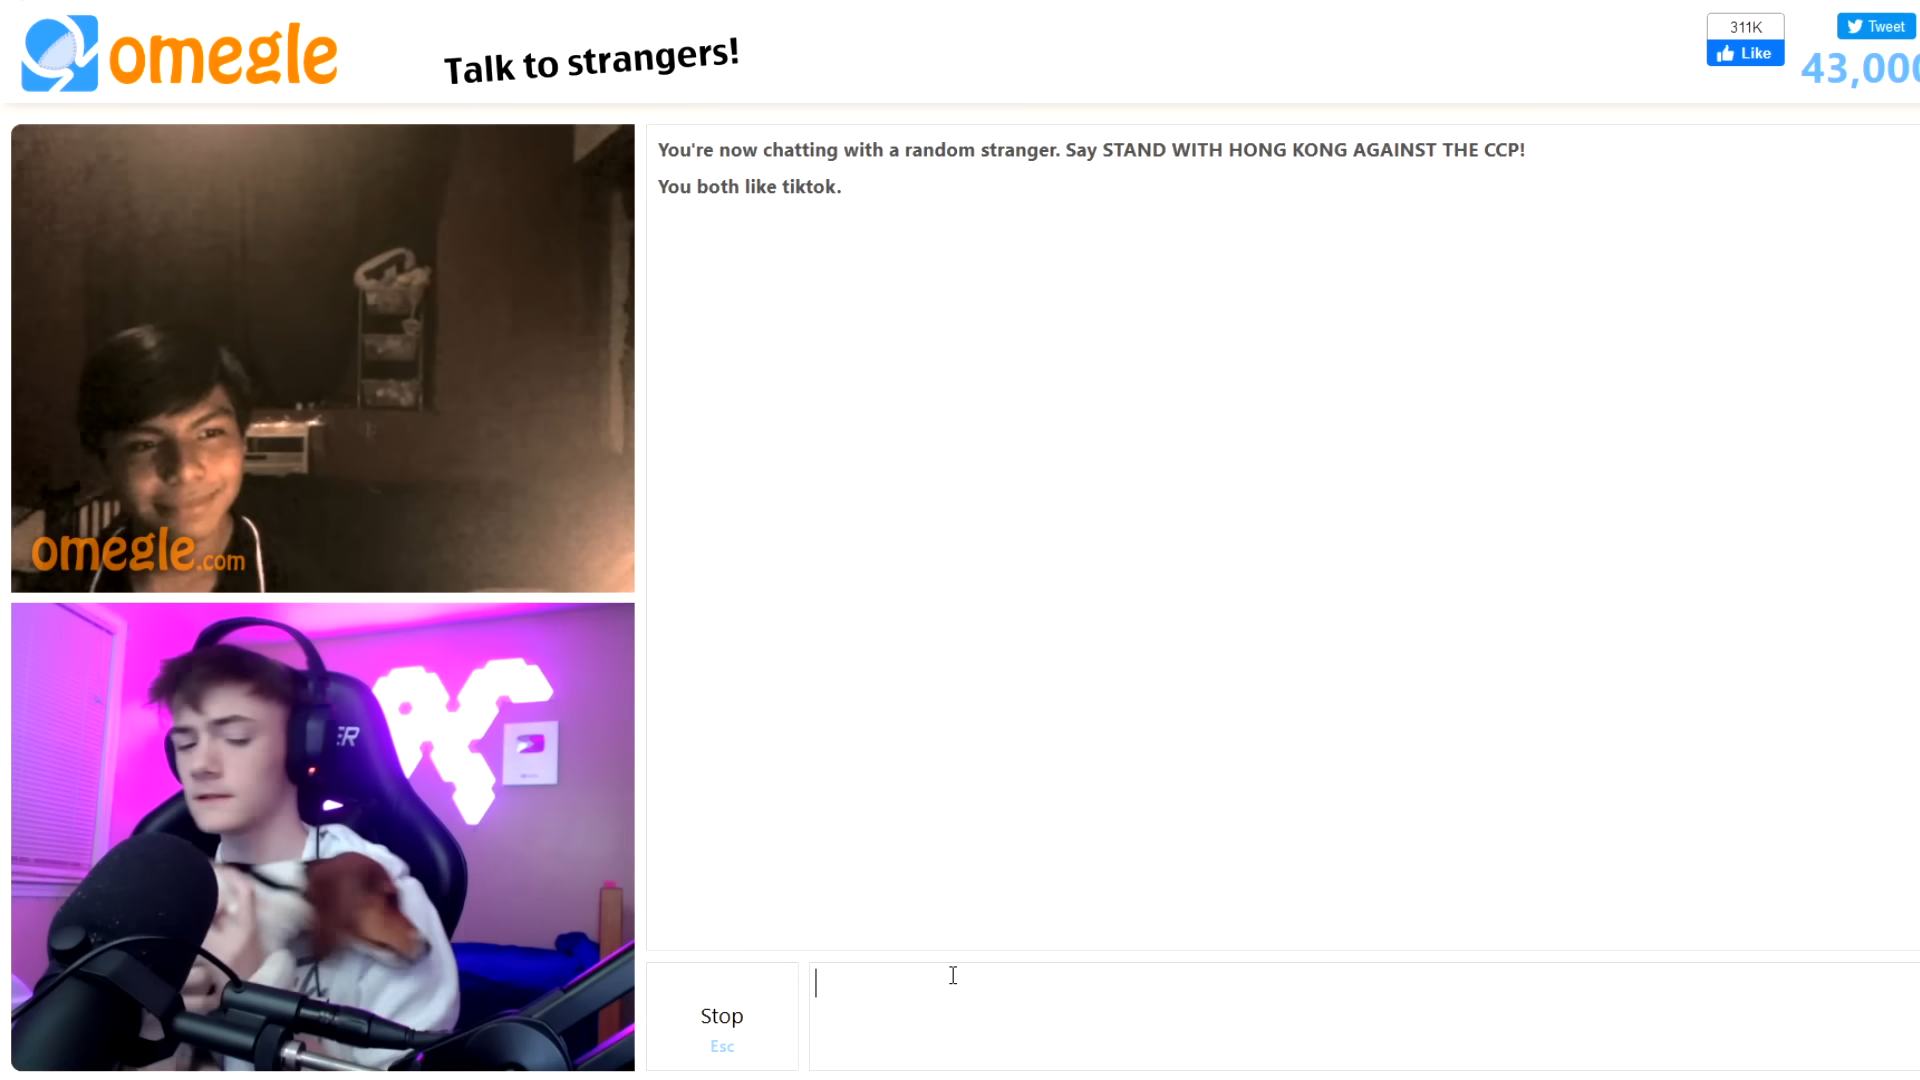 omegle
Talk to strangers!
311K
Like
Tweet
43,000
You're now chatting with a random stranger. Say STAND WITH HONG KONG AGAINST THE CCP!
You both like tiktok.
omegle.com
Stop
Esc